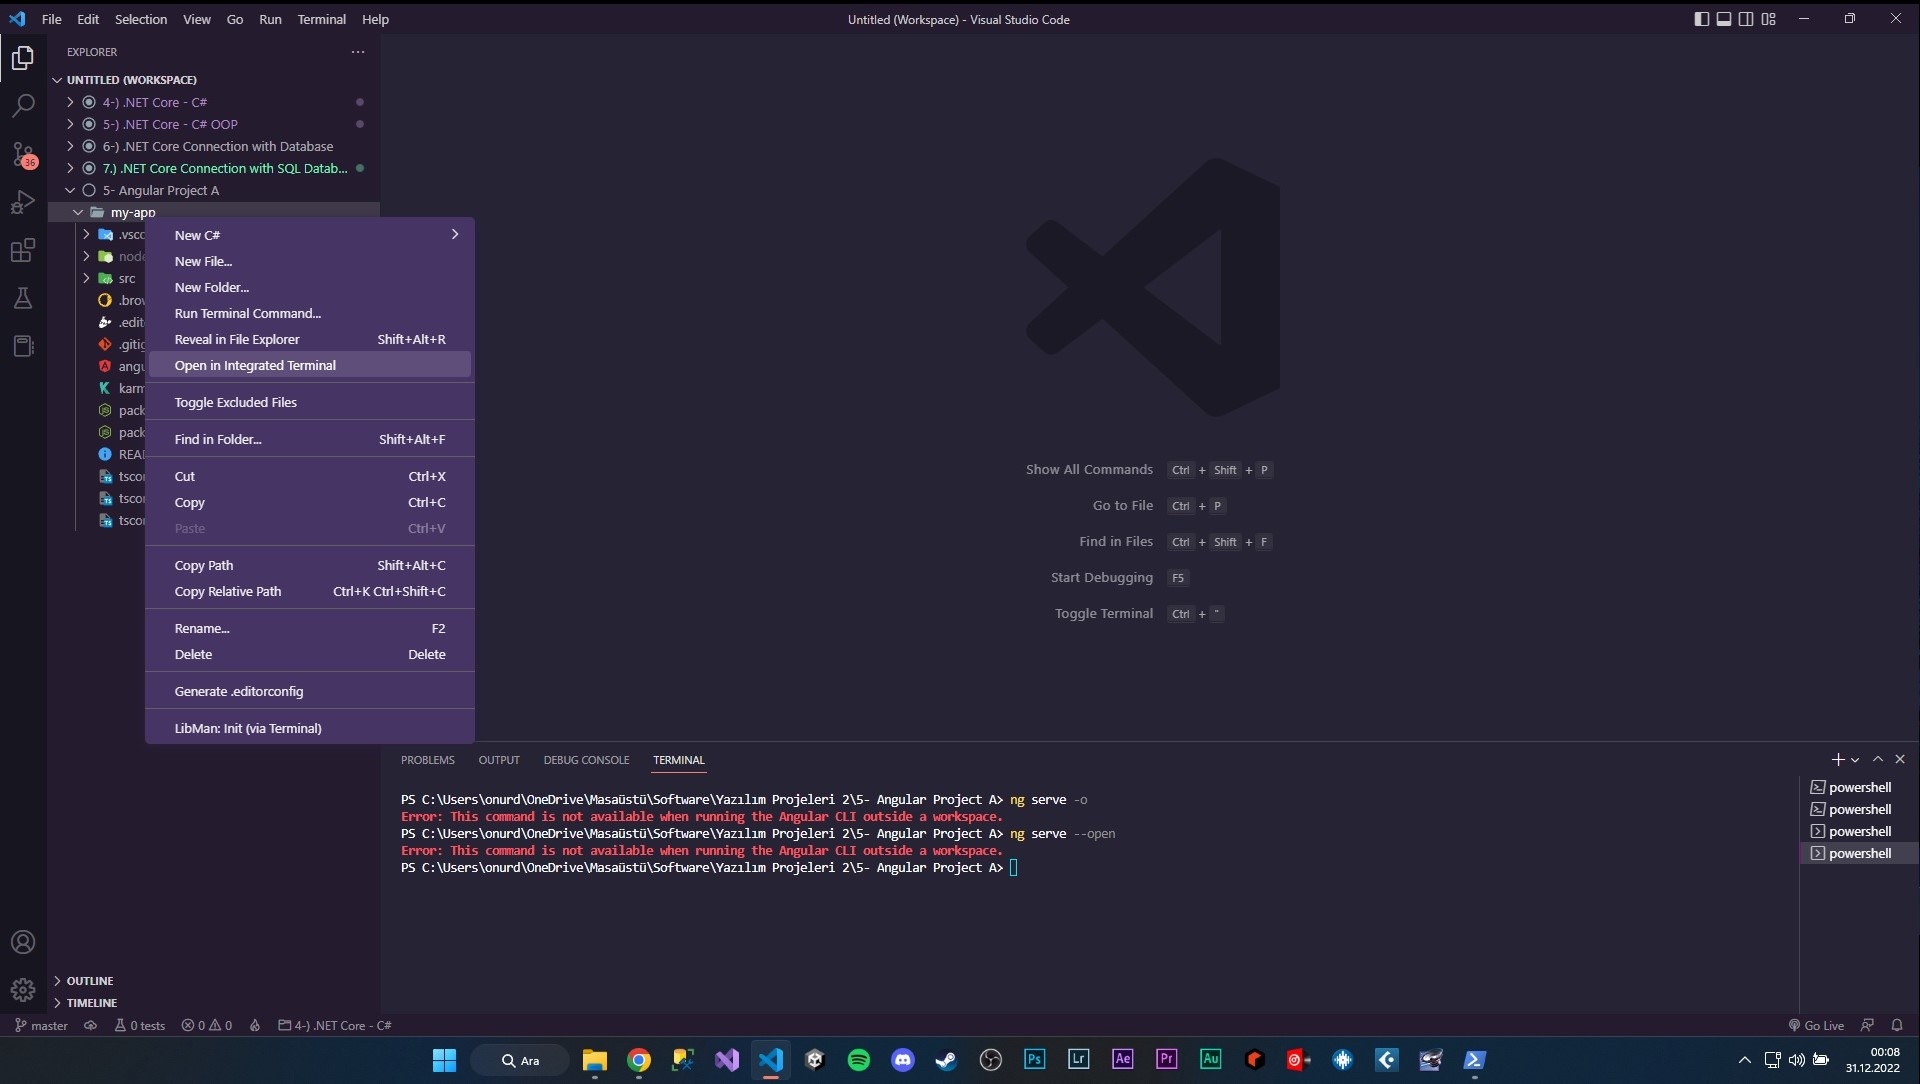 File Edit Selection View Go Run Terminal Help
Untitled (Workspace) - Visual Studio Code
EXPLORER
UNTITLED (WORKSPACE)
4-) .NET Core - C#
5-) .NET Core - C# OOP
6-) .NET Core Connection with Database
36
7.) .NET Core Connection with SQL Datab...
5- Angular Project A
my-app
.vsco
node
src
.brow
.edit
.gitig
angu
karm
pack
pack
REA
tscor
tscor
tscor
New C#
New File...
New Folder...
Run Terminal Command...
Reveal in File Explorer Shift+Alt+R
Open in Integrated Terminal
Toggle Excluded Files
Find in Folder... Shift+Alt+F
Cut Ctrl+X
Copy Ctrl+C
Paste Ctrl+V
Copy Path Shift+Alt+C
Copy Relative Path Ctrl+K Ctrl+Shift+C
Rename... F2
Delete Delete
Generate .editorconfig
LibMan: Init (via Terminal)
Show All Commands Ctrl + Shift + P
Go to File Ctrl + P
Find in Files Ctrl + Shift + F
Start Debugging F5
Toggle Terminal Ctrl + "
PROBLEMS OUTPUT DEBUG CONSOLE TERMINAL
PS C:\Users\onurd\OneDrive\Masaüstü\Software\Yazılım Projeleri 2\5- Angular Project A> ng serve -o
Error: This command is not available when running the Angular CLI outside a workspace.
PS C:\Users\onurd\OneDrive\Masaüstü\Software\Yazılım Projeleri 2\5- Angular Project A> ng serve --open
Error: This command is not available when running the Angular CLI outside a workspace.
PS C:\Users\onurd\OneDrive\Masaüstü\Software\Yazılım Projeleri 2\5- Angular Project A>
powershell
powershell
powershell
powershell
OUTLINE
TIMELINE
master 0 tests 0 0 4-) .NET Core - C#
Go Live
Ara
Ps Lr Ae Pr Au
00:08
31.12.2022